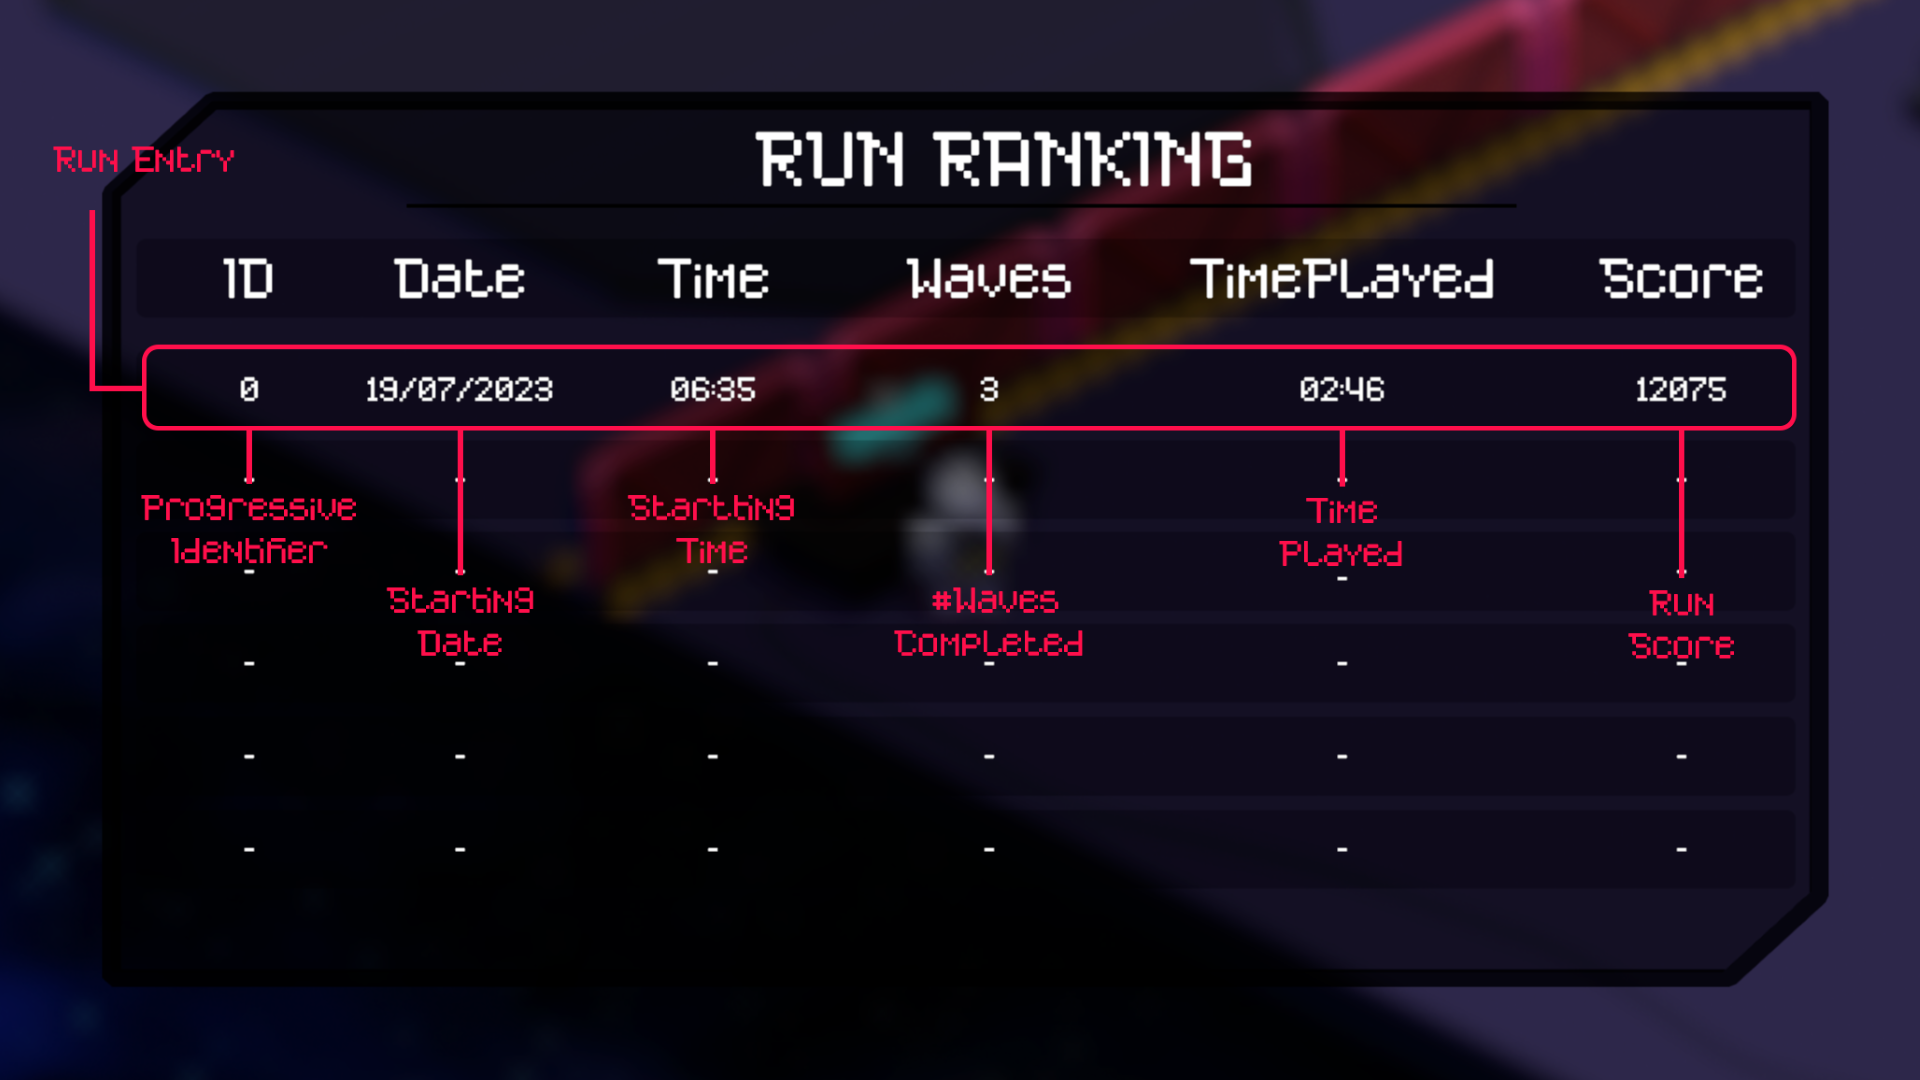 RUN RANKING
Run Entry
ID Date Time Waves TimePlayed Score
0 19/07/2023 06:35 3 02:46 12075
- - - - - -
Progressive Startting Time
Identifier Time Played
- - - - - -
Starting #Waves Run
Date Completed Score
- - - - - -
- - - - - -
- - - - - -